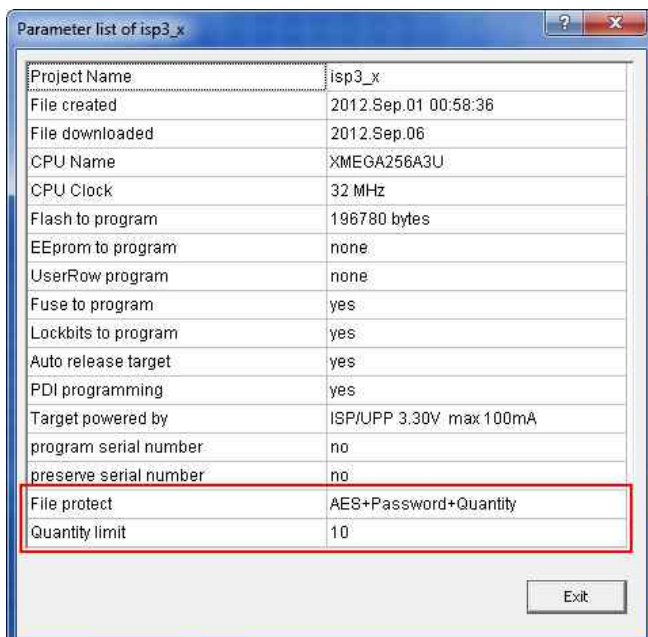 Parameter list of isp3_x
Project Name isp3_x
File created 2012.Sep.01 00:58:36
File downloaded 2012.Sep.06
CPU Name XMEGA256A3U
CPU Clock 32 MHz
Flash to program 196780 bytes
EEprom to program none
UserRow program none
Fuse to program yes
Lockbits to program yes
Auto release target yes
PDI programming yes
Target powered by ISP/UPP 3.30V max 100mA
program serial number no
preserve serial number no
File protect AES+Password+Quantity
Quantity limit 10
Exit